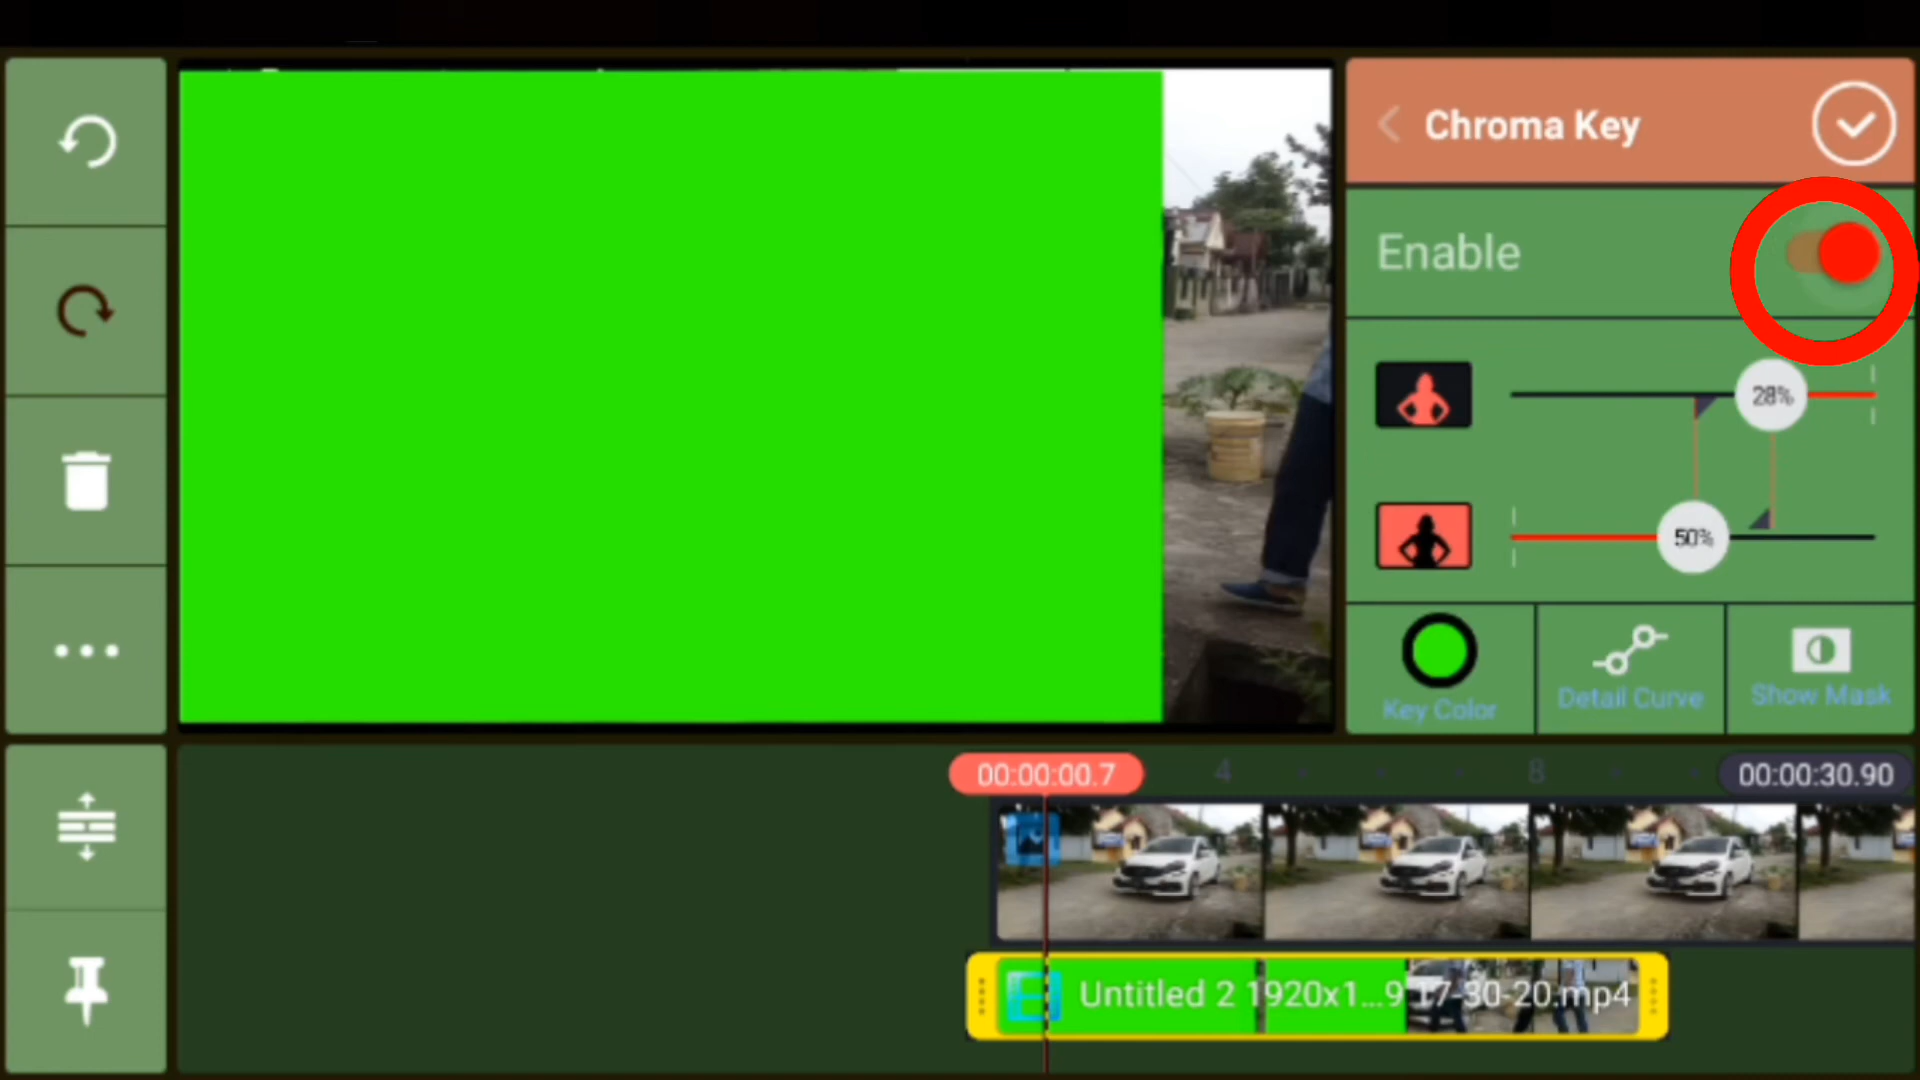 Chroma Key
Enable
28%
50%
Key Color
Detail Curve
Show Mask
00:00:00.7
4
8
00:00:30.90
Untitled 2 1920x1...9 17-30-20.mp4